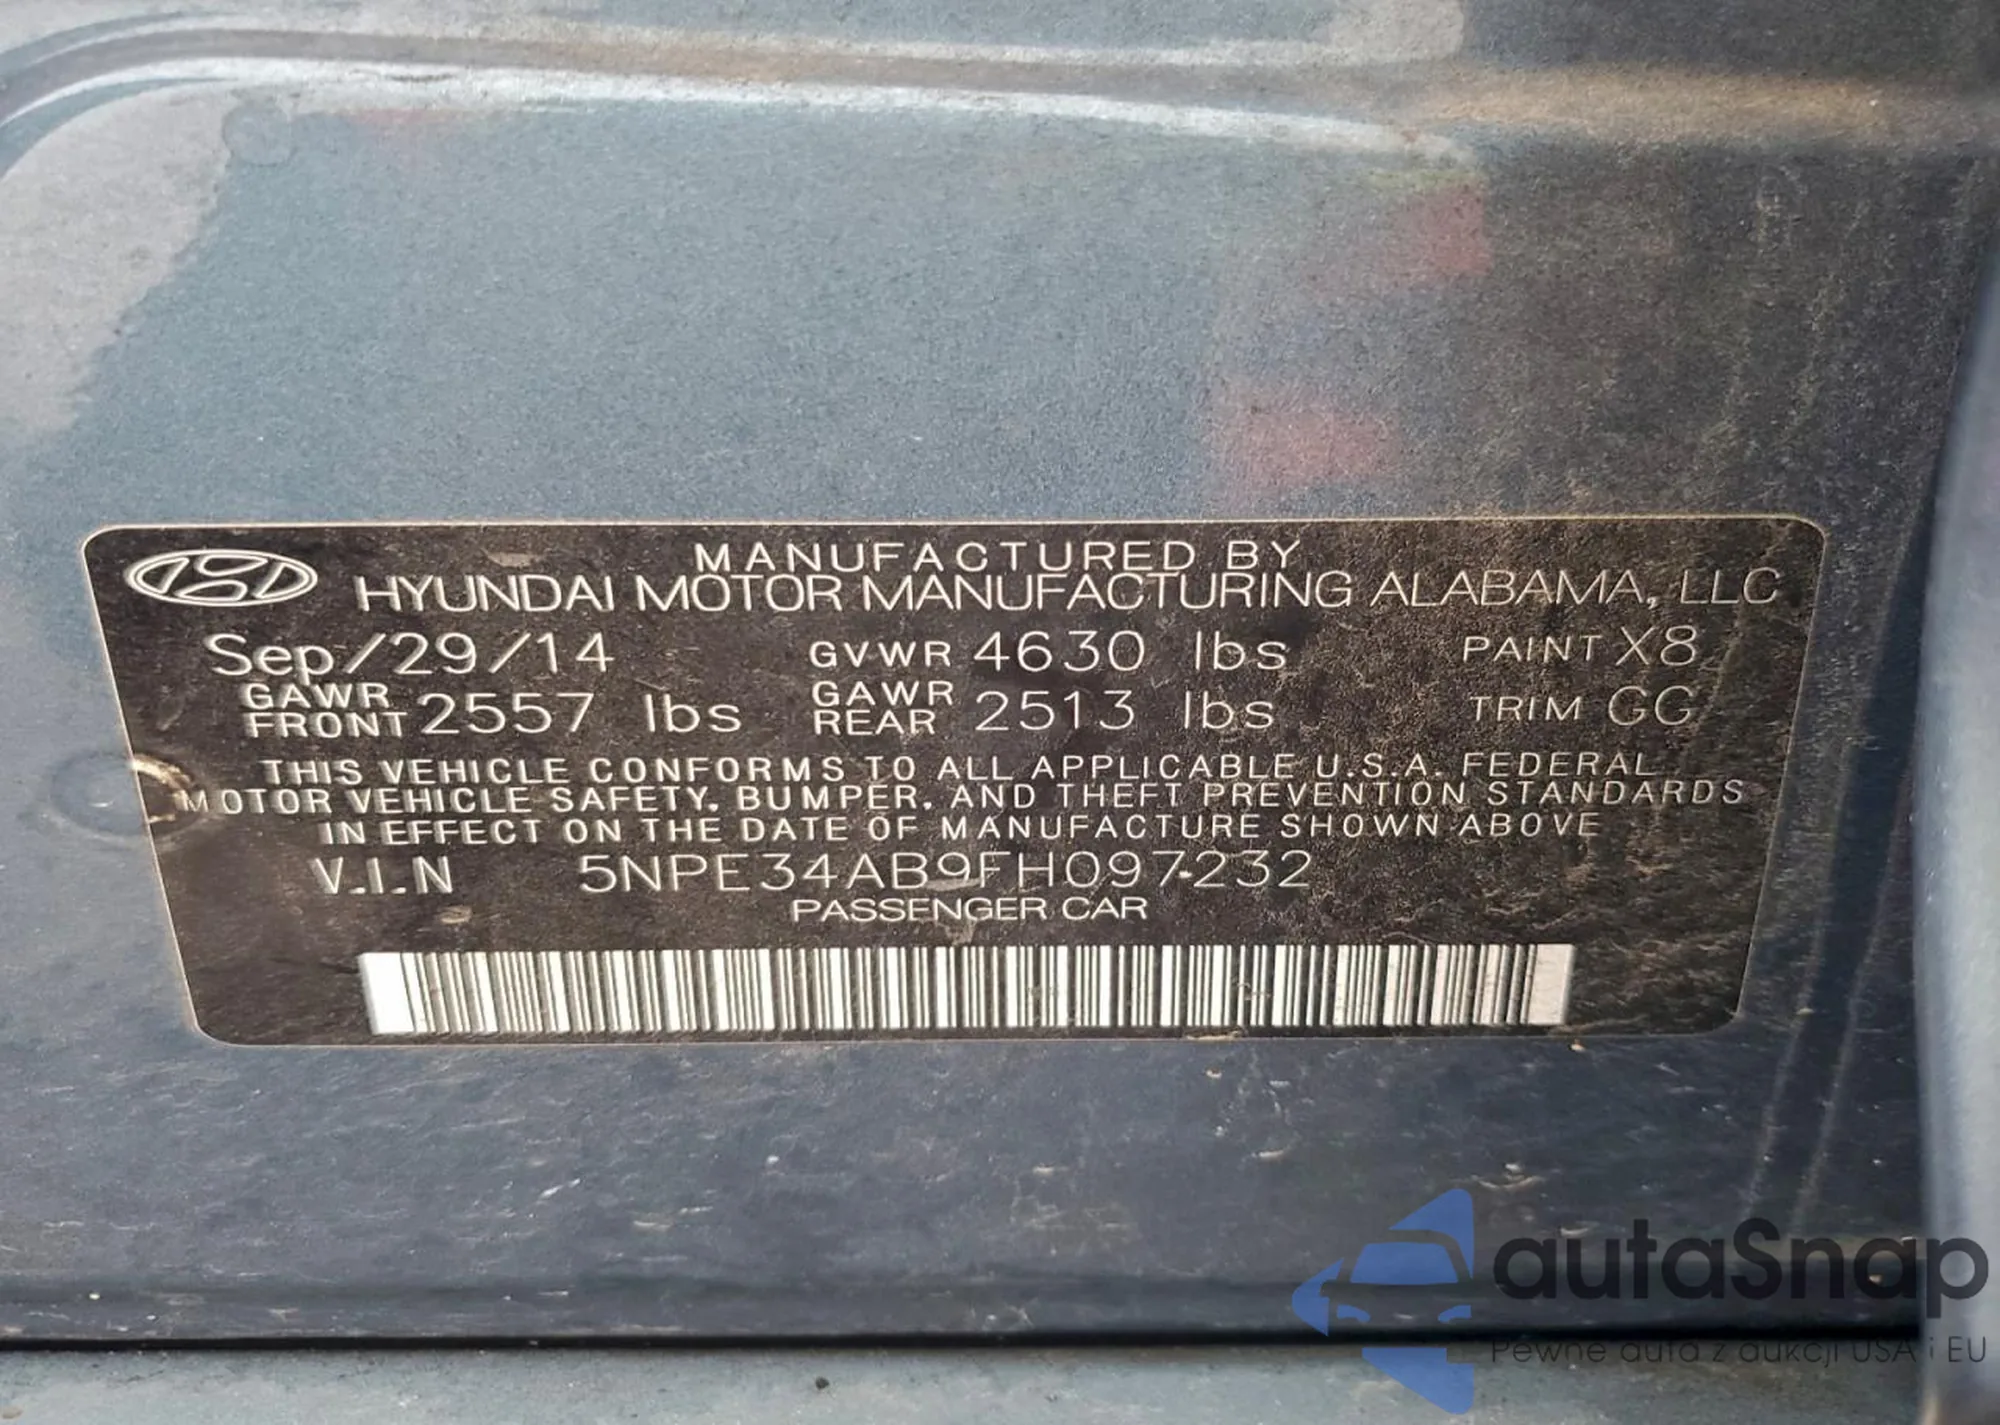 MANUFACTURED BY
HYUNDAI MOTOR MANUFACTURING ALABAMA, LLC
Sep/29/14 GVWR 4630 lbs PAINT X8
GAWR FRONT 2557 lbs GAWR REAR 2513 lbs TRIM GG
THIS VEHICLE CONFORMS TO ALL APPLICABLE U.S.A. FEDERAL
MOTOR VEHICLE SAFETY, BUMPER, AND THEFT PREVENTION STANDARDS
IN EFFECT ON THE DATE OF MANUFACTURE SHOWN ABOVE
V.I.N 5NPE34AB9FH097232
PASSENGER CAR
autaSnap
Pewne auta z aukcji USA i EU